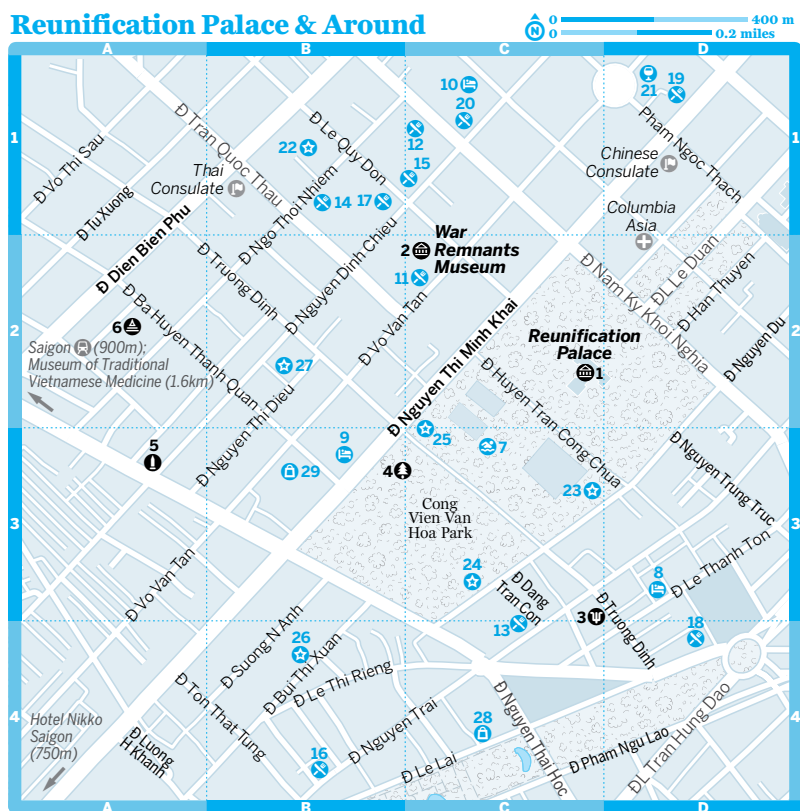 Reunification Palace & Around
N
0
400 m
0
0.2 miles
A
B
C
D
1
2
3
4
1
2
3
4
A
B
C
D
10
20
21
19
12
15
22
14
17
Đ Tran Quoc Thau
Đ Le Quy Don
Pham Ngoc Thach
Chinese
Consulate
Thai
Consulate
Columbia
Asia
Đ Vo Thi Sau
Đ Tu Xuong
Đ Dien Bien Phu
Đ Ngo Thoi Nhiem
Đ Truong Dinh
Đ Nguyen Dinh Chieu
2
War
Remnants
Museum
11
Đ Vo Van Tan
Đ Nam Ky Khoi Nghia
ĐL Le Duan
Đ Han Thuyen
Đ Nguyen Du
Đ Ba Huyen Thanh Quan
6
Saigon (900m);
Museum of Traditional
Vietnamese Medicine (1.6km)
27
Đ Nguyen Thi Minh Khai
Reunification
Palace
1
Đ Huyen Tran Cong Chua
Đ Nguyen Thi Dieu
5
9
29
25
7
4
23
Cong
Vien Van
Hoa Park
Đ Nguyen Trung Truc
Đ Vo Van Tan
24
Đ Dang
Tran Con
8
Đ Le Thanh Ton
3
Đ Truong Dinh
13
18
Đ Suong N Anh
26
Đ Bui Thi Xuan
Đ Le Thi Rieng
Đ Ton That Tung
Đ Nguyen Trai
28
Đ Nguyen Thai Hoc
Hotel Nikko
Saigon
(750m)
Đ Luong
H Khanh
16
Đ Le Lai
Đ Pham Ngu Lao
ĐL Tran Hung Dao